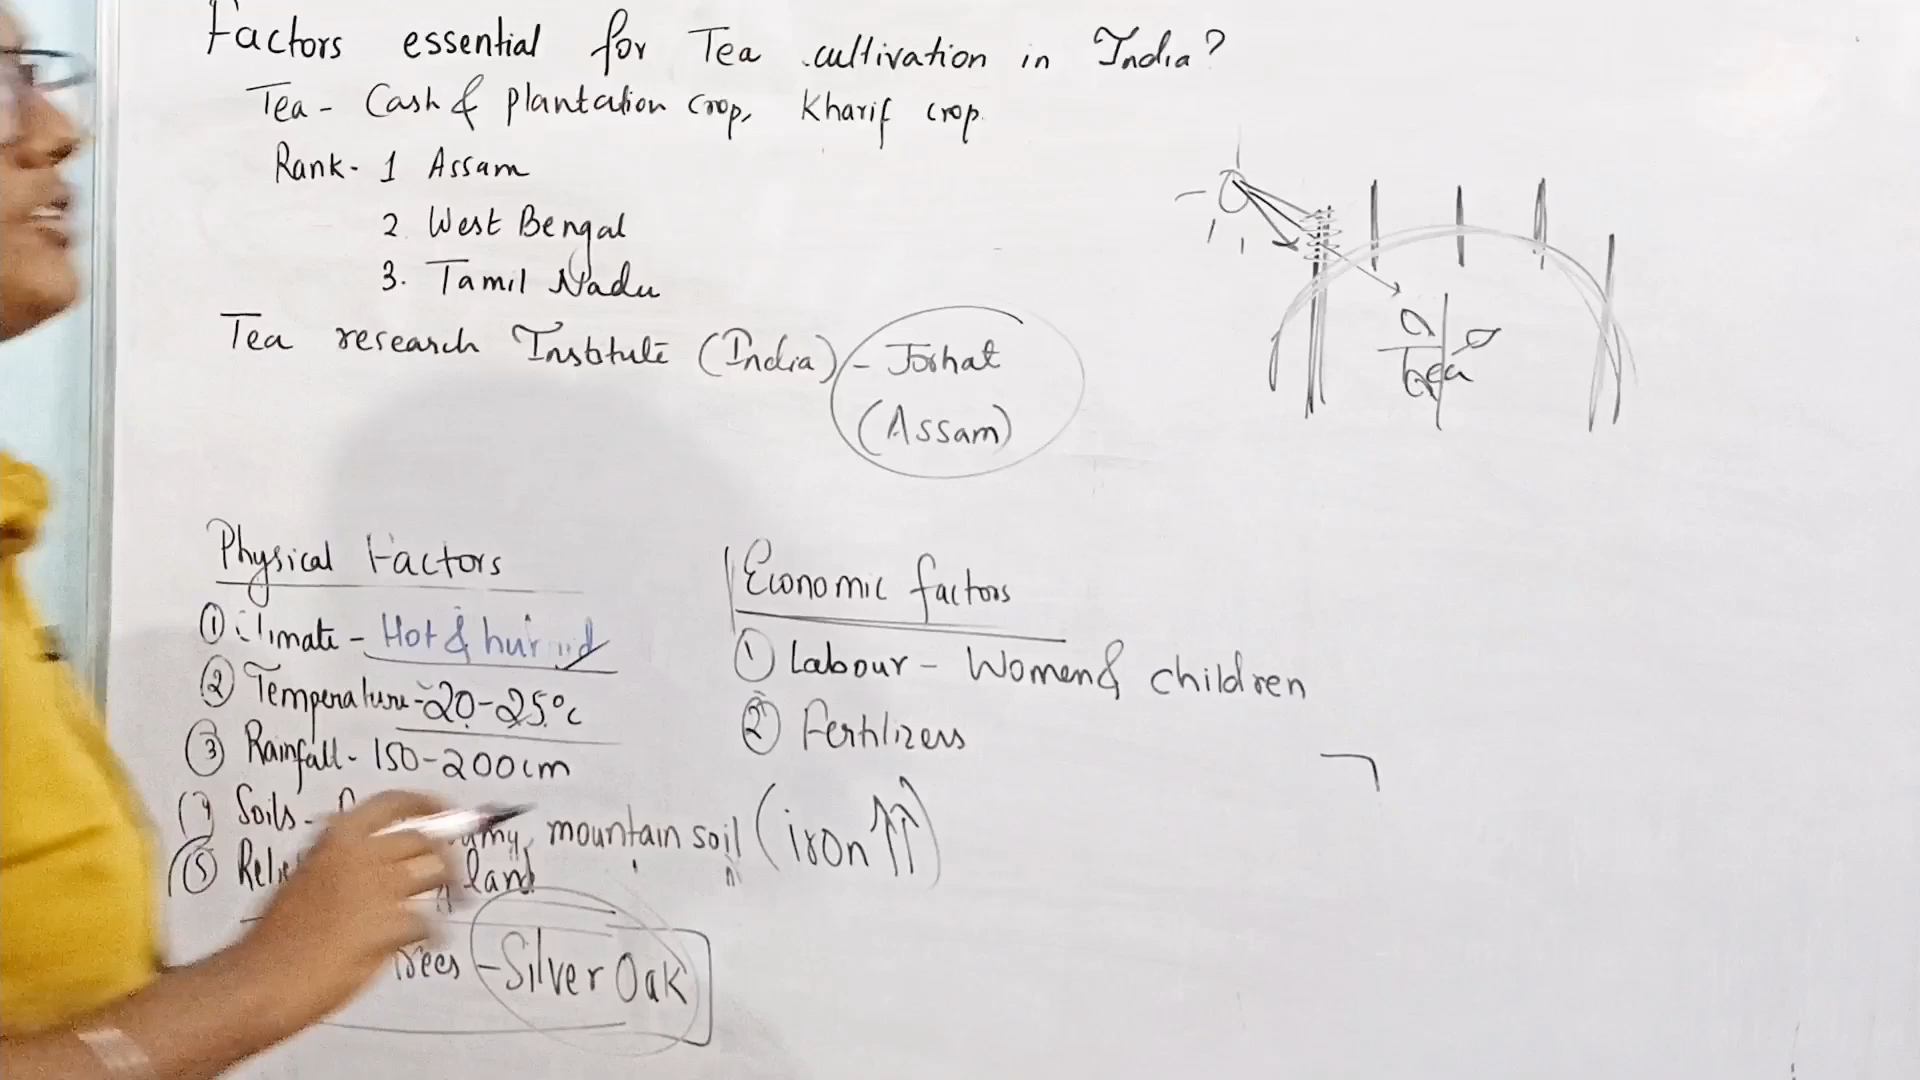 Factors essential for Tea cultivation in India?
Tea - Cash & plantation crop, Kharif crop.
Rank- 1 Assam
2. West Bengal
3. Tamil Nadu
Tea research Institute (India) - Jorhat
(Assam)
Tea
Physical Factors
① Climate - Hot & humid
② Temperature - 20-25°c
③ Rainfall - 150-200cm
Soils - mountain soil (iron ↑↑)
⑤ land
Trees - Silver Oak
Economic factors
① Labour - Women & children
② Fertilizers